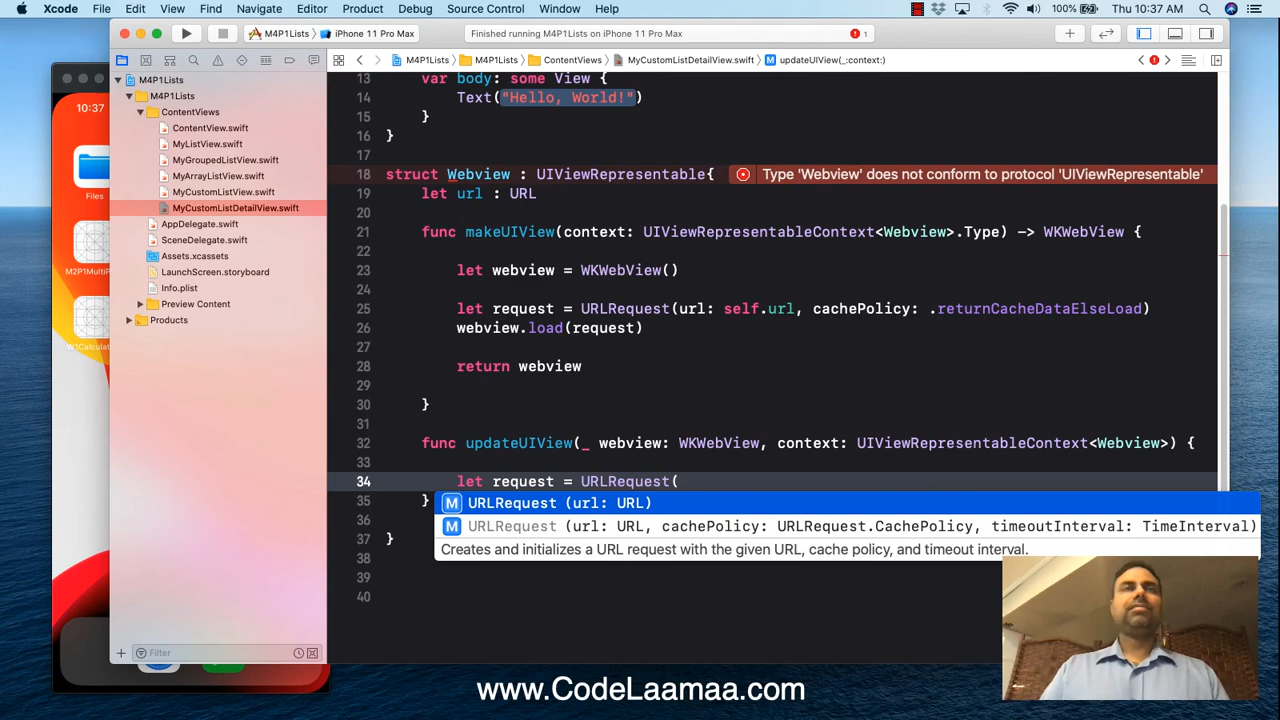 Xcode File Edit View Find Navigate Editor Product Debug Source Control Window Help 100% Thu 10:37 AM
M4P1Lists iPhone 11 Pro Max Finished running M4P1Lists on iPhone 11 Pro Max 1
M4P1Lists M4P1Lists ContentViews MyCustomListDetailView.swift updateUIView(_:context:)
10:37
Files
M2P1MultiP
W1Calculat
M4P1Lists
M4P1Lists
ContentViews
ContentView.swift
MyListView.swift
MyGroupedListView.swift
MyArrayListView.swift
MyCustomListView.swift
MyCustomListDetailView.swift
AppDelegate.swift
SceneDelegate.swift
Assets.xcassets
LaunchScreen.storyboard
Info.plist
Preview Content
Products
Filter
13 var body: some View {
14 Text("Hello, World!")
15 }
16 }
17
18 struct Webview : UIViewRepresentable{ Type 'Webview' does not conform to protocol 'UIViewRepresentable'
19 let url : URL
20
21 func makeUIView(context: UIViewRepresentableContext<Webview>.Type) -> WKWebView {
22
23 let webview = WKWebView()
24
25 let request = URLRequest(url: self.url, cachePolicy: .returnCacheDataElseLoad)
26 webview.load(request)
27
28 return webview
29
30 }
31
32 func updateUIView(_ webview: WKWebView, context: UIViewRepresentableContext<Webview>) {
33
34 let request = URLRequest(
35 }
36
37 }
38
39
40
M URLRequest (url: URL)
M URLRequest (url: URL, cachePolicy: URLRequest.CachePolicy, timeoutInterval: TimeInterval)
Creates and initializes a URL request with the given URL, cache policy, and timeout interval.
www.CodeLaamaa.com